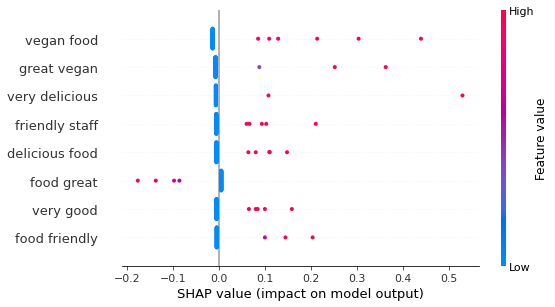 High
vegan food
great vegan
very delicious
friendly staff
delicious food
food great
very good
food friendly
Feature value
Low
−0.2 −0.1 0.0 0.1 0.2 0.3 0.4 0.5
SHAP value (impact on model output)